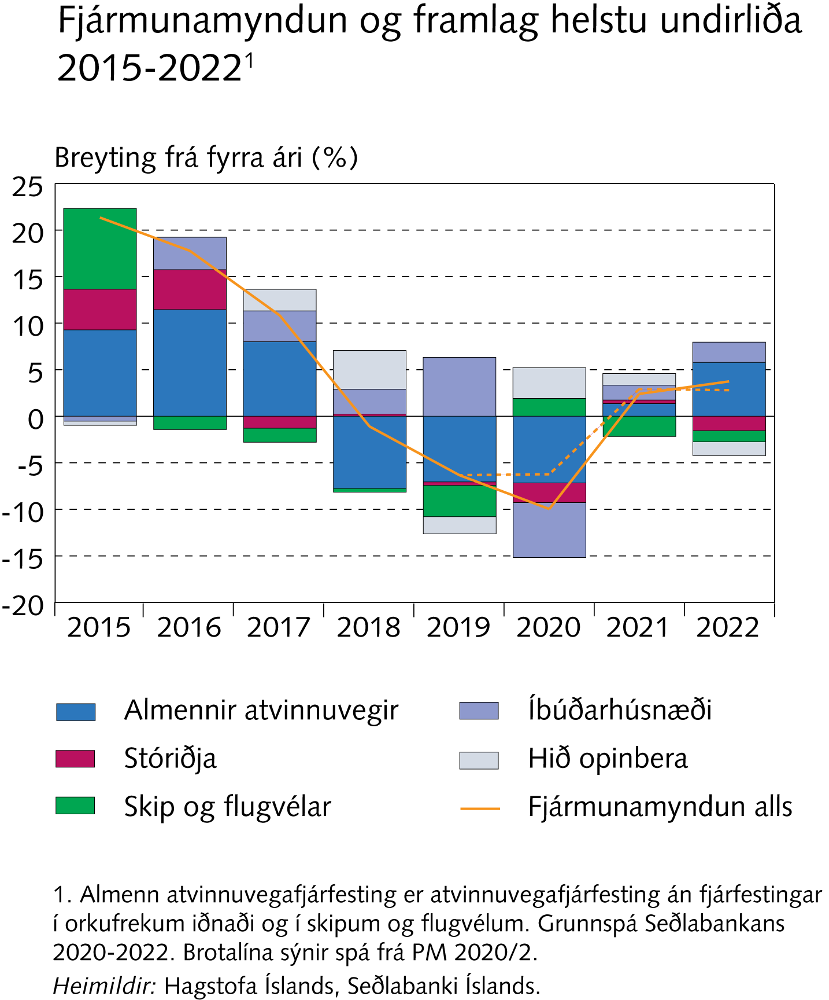 Fjármunamyndun og framlag helstu undirliða
2015-2022¹
Breyting frá fyrra ári (%)
25
20
15
10
5
0
-5
-10
-15
-20
2015 2016 2017 2018 2019 2020 2021 2022
Almennir atvinnuvegir
Stóriðja
Skip og flugvélar
Íbúðarhúsnæði
Hið opinbera
Fjármunamyndun alls
1. Almenn atvinnuvegafjárfesting er atvinnuvegafjárfesting án fjárfestingar
í orkufrekum iðnaði og í skipum og flugvélum. Grunnspá Seðlabankans
2020-2022. Brotalína sýnir spá frá PM 2020/2.
Heimildir: Hagstofa Íslands, Seðlabanki Íslands.